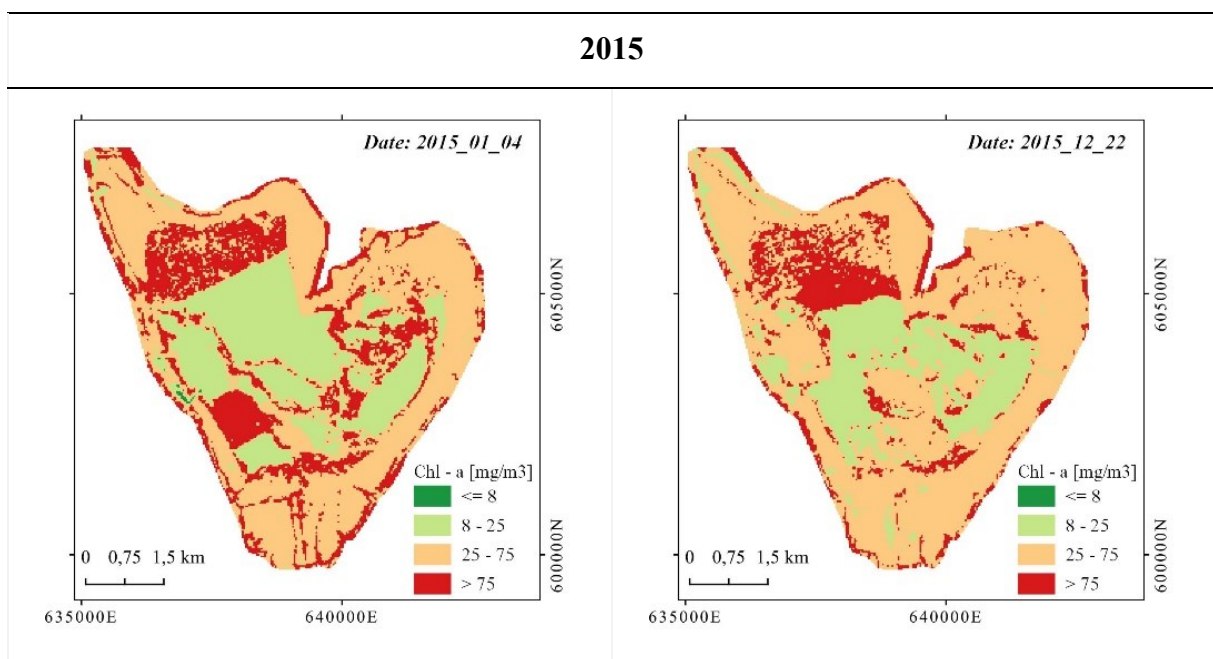 2015
Date: 2015_01_04
605000N
Chl - a [mg/m3]
<= 8
8 - 25
25 - 75
> 75
0 0,75 1,5 km
600000N
635000E 640000E
Date: 2015_12_22
605000N
Chl - a [mg/m3]
<= 8
8 - 25
25 - 75
> 75
0 0,75 1,5 km
600000N
635000E 640000E